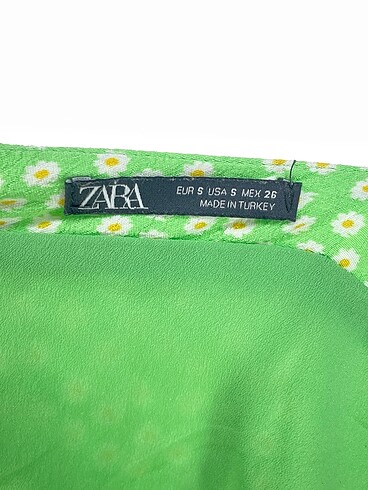 ZARA
EUR S USA S MEX 26
MADE IN TURKEY